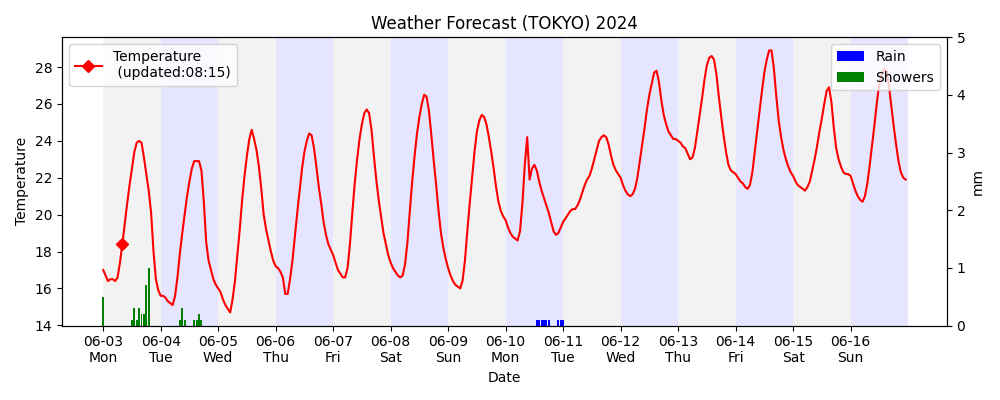 Weather Forecast (TOKYO) 2024
Temperature
(updated:08:15)
Rain
Showers
Temperature
28
26
24
22
20
18
16
14
5
4
3
2
1
0
mm
06-03 06-04 06-05 06-06 06-07 06-08 06-09 06-10 06-11 06-12 06-13 06-14 06-15 06-16
Mon Tue Wed Thu Fri Sat Sun Mon Tue Wed Thu Fri Sat Sun
Date